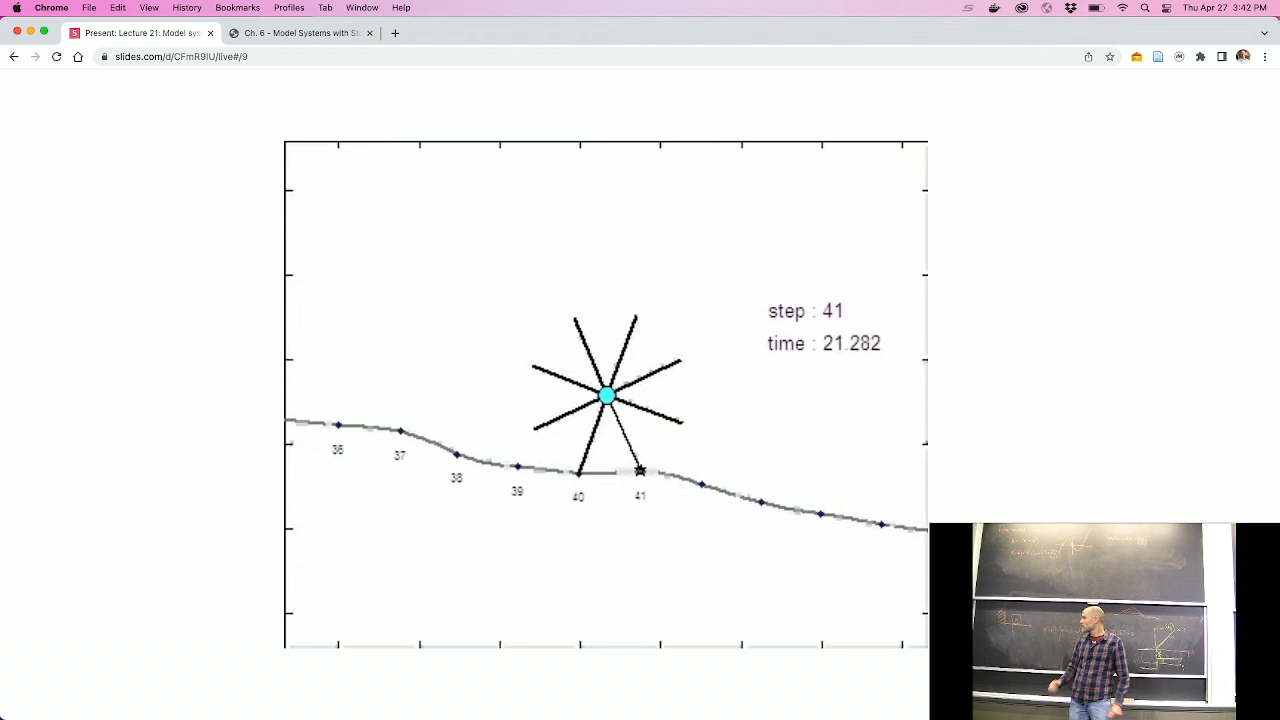 Chrome File Edit View History Bookmarks Profiles Tab Window Help Thu Apr 27 3:42 PM
Present: Lecture 21: Model sys Ch. 6 - Model Systems with Sto
slides.com/d/CFmR9lU/live#/9
step : 41
time : 21.282
36
37
38
39
40
41